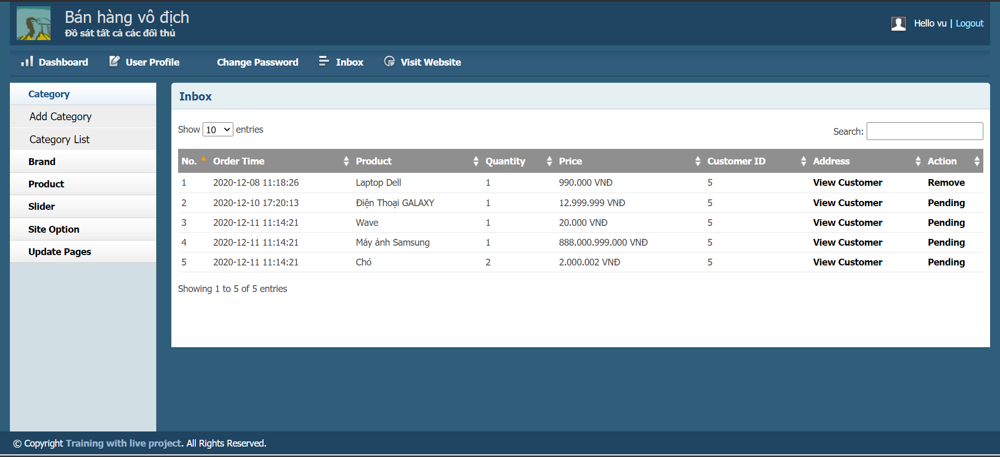 Bán hàng vô địch
Đồ sát tất cả các đối thủ
Hello vu | Logout
Dashboard User Profile Change Password Inbox Visit Website
Category
Add Category
Category List
Brand
Product
Slider
Site Option
Update Pages
Inbox
Show 10 entries
Search:
No. Order Time Product Quantity Price Customer ID Address Action
1 2020-12-08 11:18:26 Laptop Dell 1 990.000 VNĐ 5 View Customer Remove
2 2020-12-10 17:20:13 Điện Thoại GALAXY 1 12.999.999 VNĐ 5 View Customer Pending
3 2020-12-11 11:14:21 Wave 1 20.000 VNĐ 5 View Customer Pending
4 2020-12-11 11:14:21 Máy ảnh Samsung 1 888.000.999.000 VNĐ 5 View Customer Pending
5 2020-12-11 11:14:21 Chó 2 2.000.002 VNĐ 5 View Customer Pending
Showing 1 to 5 of 5 entries
© Copyright Training with live project. All Rights Reserved.